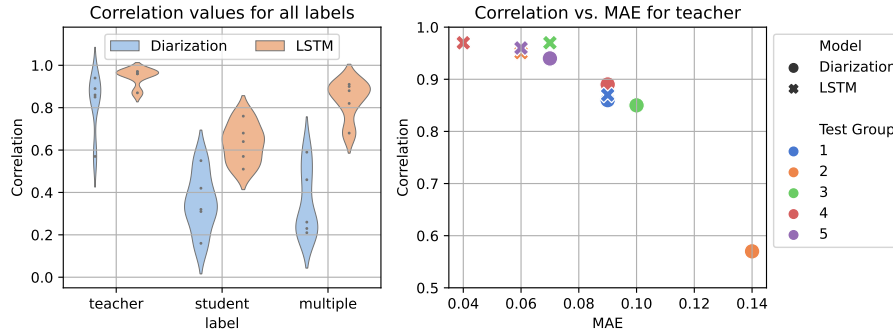 Correlation values for all labels
Diarization
LSTM
1.0
0.8
0.6
0.4
0.2
0.0
Correlation
teacher
student
multiple
label
Correlation vs. MAE for teacher
1.0
0.9
0.8
0.7
0.6
0.5
Correlation
0.04
0.06
0.08
0.10
0.12
0.14
MAE
Model
Diarization
LSTM
Test Group
1
2
3
4
5